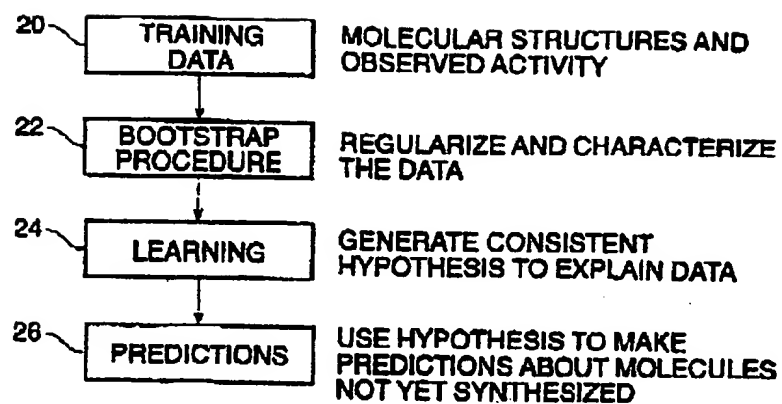 20
TRAINING
DATA
MOLECULAR STRUCTURES AND
OBSERVED ACTIVITY
22
BOOTSTRAP
PROCEDURE
REGULARIZE AND CHARACTERIZE
THE DATA
24
LEARNING
GENERATE CONSISTENT
HYPOTHESIS TO EXPLAIN DATA
26
PREDICTIONS
USE HYPOTHESIS TO MAKE
PREDICTIONS ABOUT MOLECULES
NOT YET SYNTHESIZED